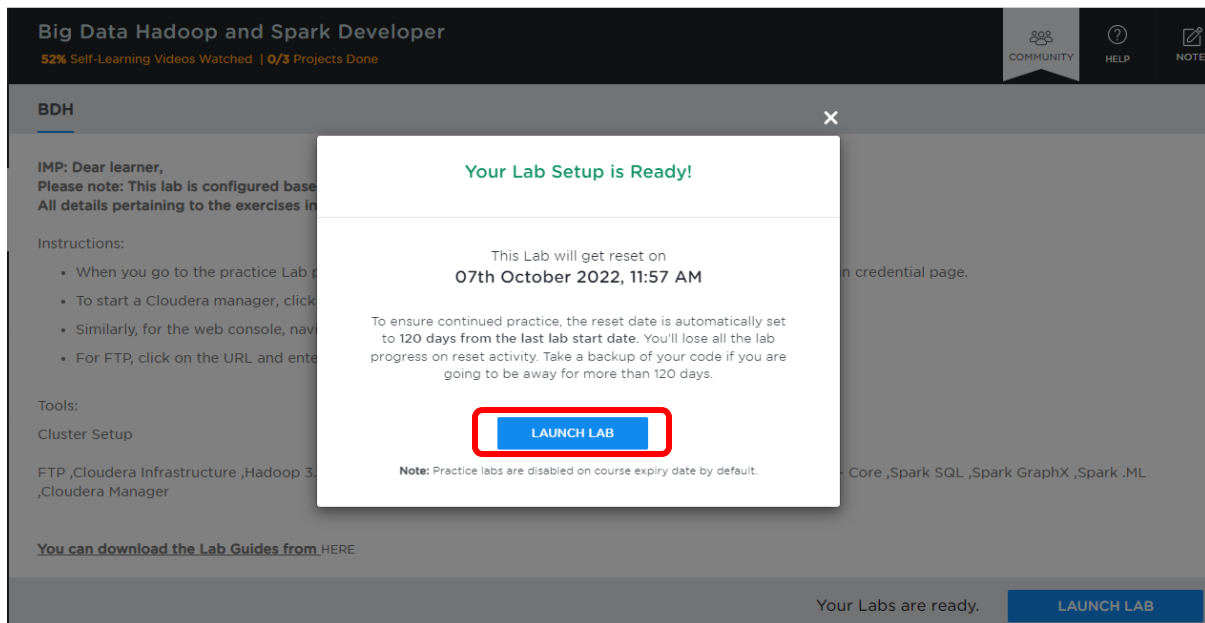 Big Data Hadoop and Spark Developer
52% Self-Learning Videos Watched | 0/3 Projects Done
COMMUNITY
HELP
NOTE
BDH
IMP: Dear learner,
Please note: This lab is configured base
All details pertaining to the exercises in
Instructions:
• When you go to the practice Lab p
n credential page.
• To start a Cloudera manager, click
• Similarly, for the web console, navi
• For FTP, click on the URL and ente
Tools:
Cluster Setup
FTP ,Cloudera Infrastructure ,Hadoop 3.
- Core ,Spark SQL ,Spark GraphX ,Spark .ML
,Cloudera Manager
You can download the Lab Guides from HERE
Your Lab Setup is Ready!
This Lab will get reset on
07th October 2022, 11:57 AM
To ensure continued practice, the reset date is automatically set
to 120 days from the last lab start date. You'll lose all the lab
progress on reset activity. Take a backup of your code if you are
going to be away for more than 120 days.
LAUNCH LAB
Note: Practice labs are disabled on course expiry date by default.
Your Labs are ready.
LAUNCH LAB